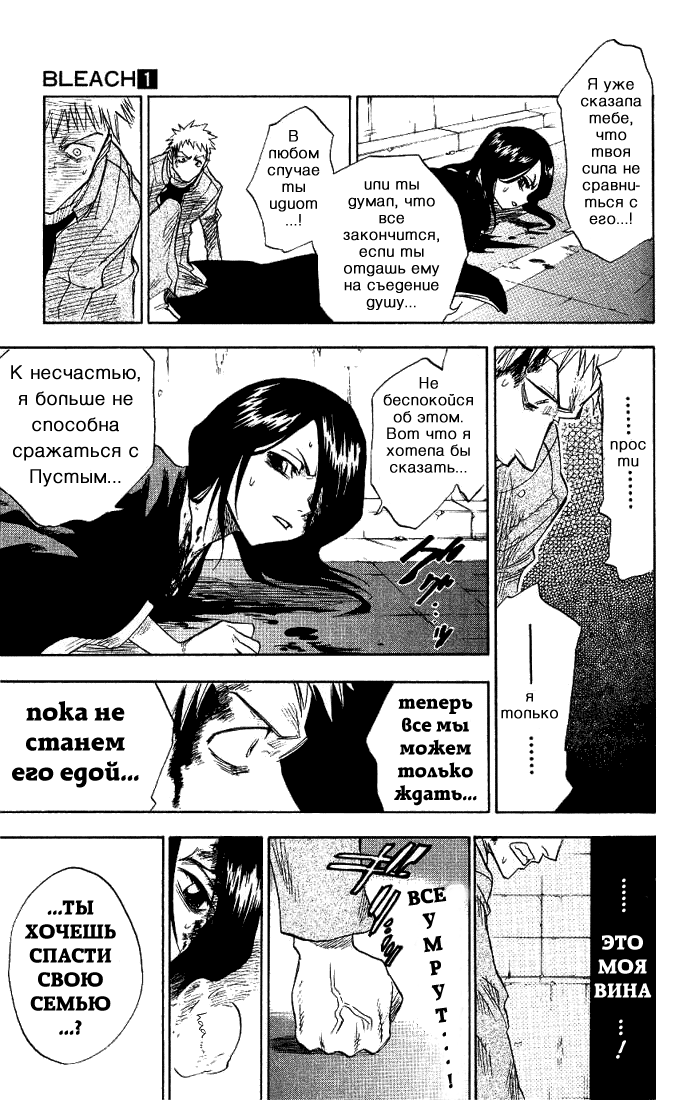 BLEACH 1
Я уже
сказала
тебе,
что
твоя
сила не
сравни-
ться с
его...!
или ты
думал, что
все
закончится,
если ты
отдашь ему
на съедение
душу...
В
любом
случае
ты
идиот
...!
......
прос
ти
......
я
только
......
Не
беспокойся
об этом.
Вот что я
хотела бы
сказать...
К несчастью,
я больше не
способна
сражаться с
Пустым...
теперь
все мы
можем
только
ждать...
пока не
станем
его едой...
......
ЭТО
МОЯ
ВИНА
...!
ВСЕ
УМРУТ....!
...ТЫ
ХОЧЕШЬ
СПАСТИ
СВОЮ
СЕМЬЮ
...?